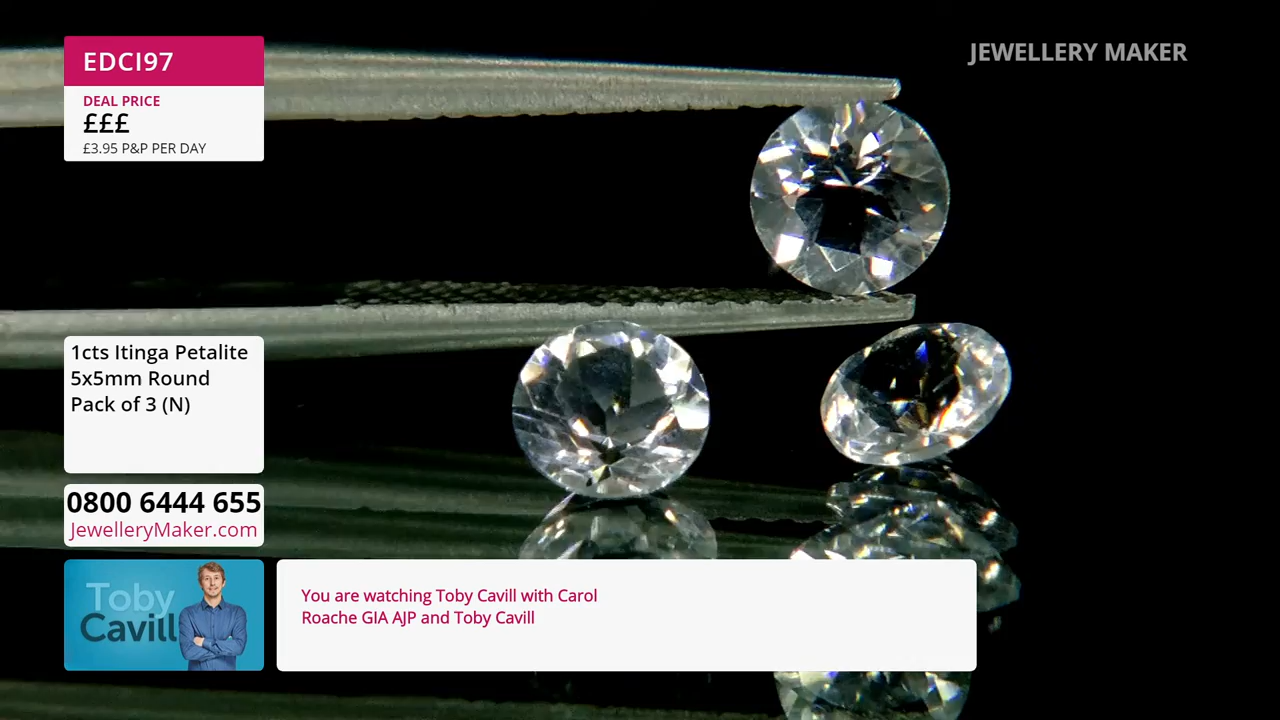 EDCI97
DEAL PRICE
£££
£3.95 P&P PER DAY
JEWELLERY MAKER
1cts Itinga Petalite
5x5mm Round
Pack of 3 (N)
0800 6444 655
JewelleryMaker.com
Toby
Cavill
You are watching Toby Cavill with Carol
Roache GIA AJP and Toby Cavill